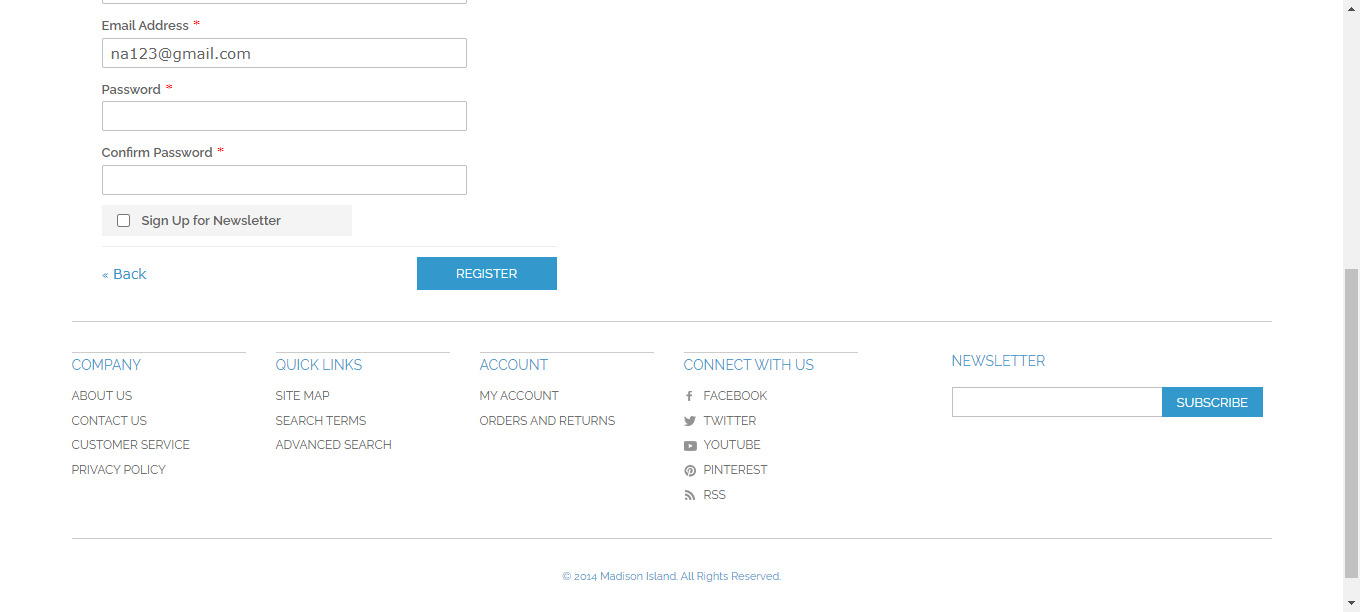 Email Address *
na123@gmail.com
Password *
Confirm Password *
Sign Up for Newsletter
« Back
REGISTER
COMPANY
ABOUT US
CONTACT US
CUSTOMER SERVICE
PRIVACY POLICY
QUICK LINKS
SITE MAP
SEARCH TERMS
ADVANCED SEARCH
ACCOUNT
MY ACCOUNT
ORDERS AND RETURNS
CONNECT WITH US
FACEBOOK
TWITTER
YOUTUBE
PINTEREST
RSS
NEWSLETTER
SUBSCRIBE
© 2014 Madison Island. All Rights Reserved.